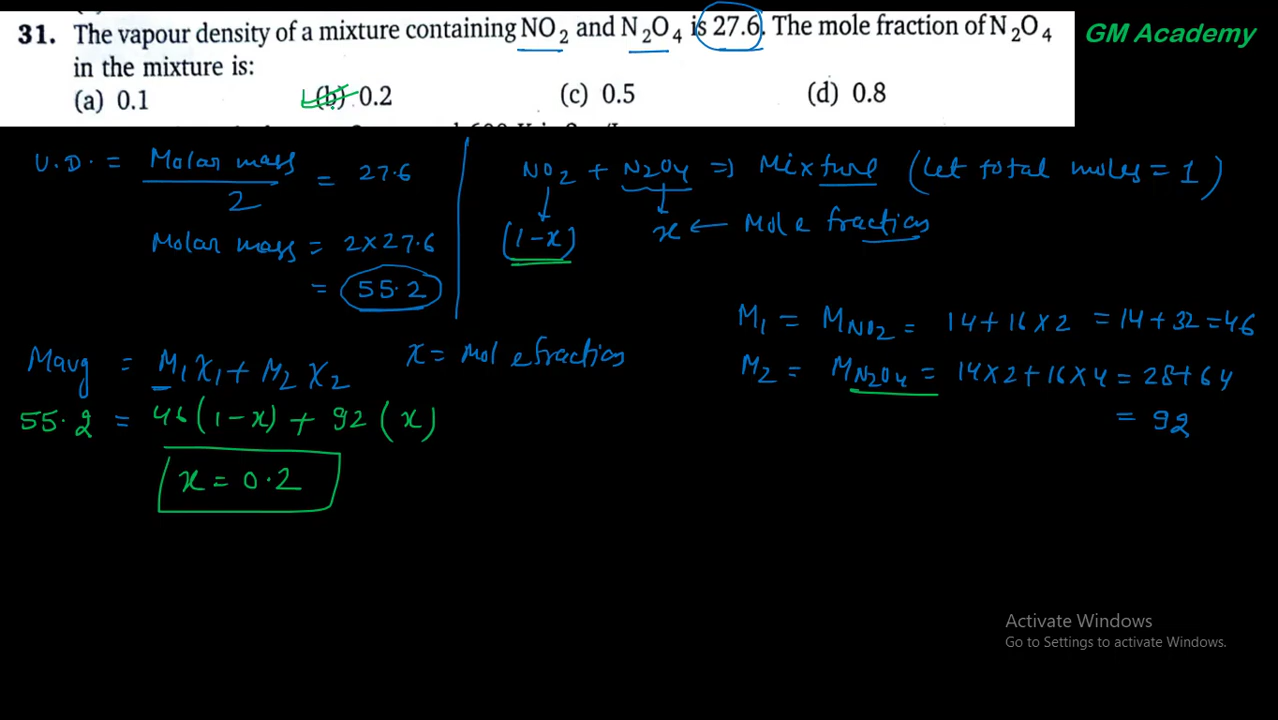 31. The vapour density of a mixture containing NO2 and N2O4 is 27.6. The mole fraction of N2O4
in the mixture is:
(a) 0.1 (b) 0.2 (c) 0.5 (d) 0.8
GM Academy
V.D. = Molar mass / 2 = 27.6
Molar mass = 2×27.6
= 55.2
NO2 + N2O4 => Mixture (Let total moles = 1)
(1-x) x ← Mole fraction
M1 = MNO2 = 14+16×2 = 14+32 = 46
M2 = MN2O4 = 14×2+16×4 = 28+64
= 92
Mavg = M1X1 + M2X2 x = Mole fraction
55.2 = 46(1-x) + 92(x)
x = 0.2
Activate Windows
Go to Settings to activate Windows.